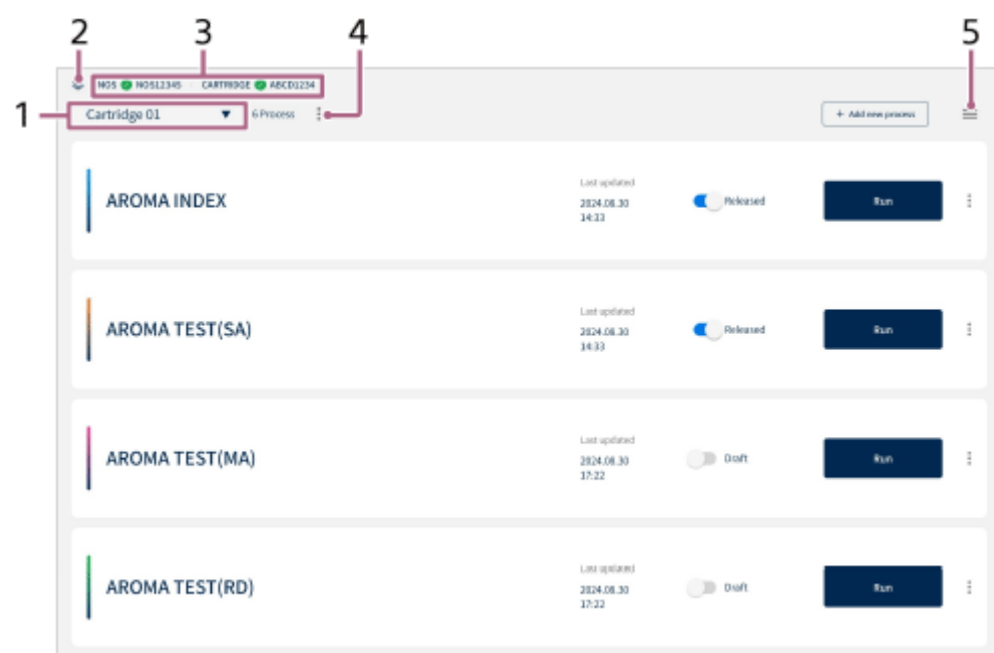 2 3 4 5
NOS NOS12345 CARTRIDGE ABCD1234
1 Cartridge 01 6 Process + Add new process
Last updated
AROMA INDEX 2024.08.30 Released Run
14:33
Last updated
AROMA TEST(SA) 2024.08.30 Released Run
14:33
Last updated
AROMA TEST(MA) 2024.08.30 Draft Run
17:22
Last updated
AROMA TEST(RD) 2024.08.30 Draft Run
17:22